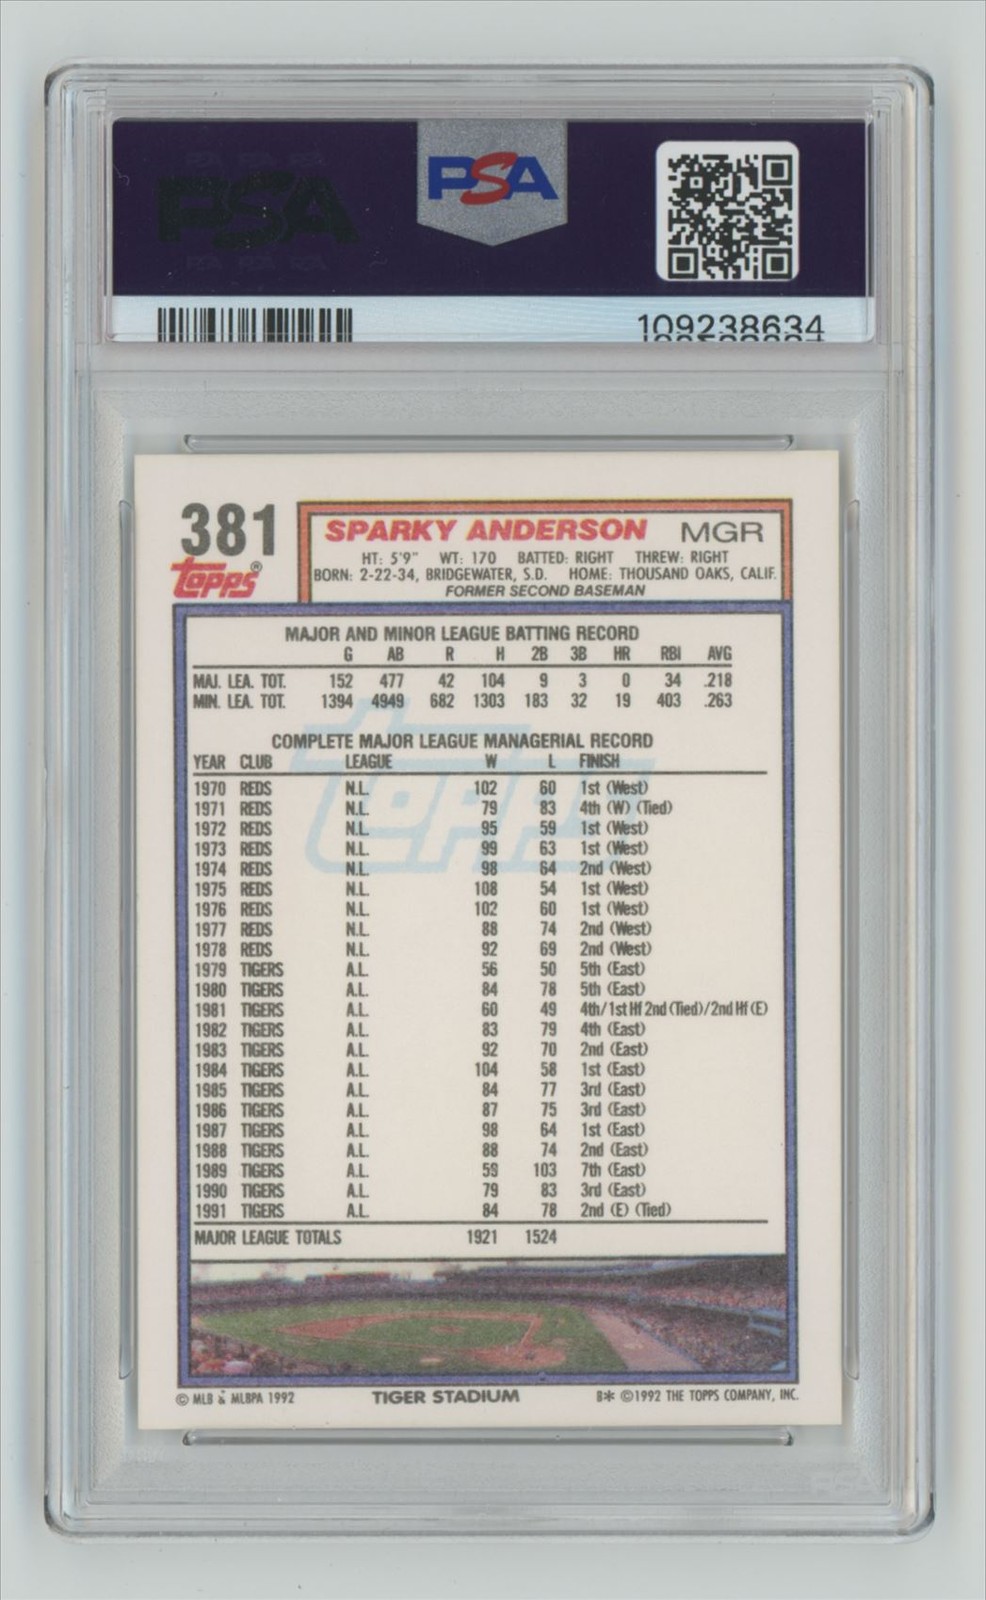 PSA PSA PSA
PSA
PSA PSA PSA
PSA
109238634
381
Topps®
SPARKY ANDERSON MGR
HT: 5'9" WT: 170 BATTED: RIGHT THREW: RIGHT
BORN: 2-22-34, BRIDGEWATER, S.D. HOME: THOUSAND OAKS, CALIF.
FORMER SECOND BASEMAN
MAJOR AND MINOR LEAGUE BATTING RECORD
G AB R H 2B 3B HR RBI AVG
MAJ. LEA. TOT. 152 477 42 104 9 3 0 34 .218
MIN. LEA. TOT. 1394 4949 682 1303 183 32 19 403 .263
Topps
COMPLETE MAJOR LEAGUE MANAGERIAL RECORD
YEAR CLUB LEAGUE W L FINISH
1970 REDS N.L. 102 60 1st (West)
1971 REDS N.L. 79 83 4th (W) (Tied)
1972 REDS N.L. 95 59 1st (West)
1973 REDS N.L. 99 63 1st (West)
1974 REDS N.L. 98 64 2nd (West)
1975 REDS N.L. 108 54 1st (West)
1976 REDS N.L. 102 60 1st (West)
1977 REDS N.L. 88 74 2nd (West)
1978 REDS N.L. 92 69 2nd (West)
1979 TIGERS A.L. 56 50 5th (East)
1980 TIGERS A.L. 84 78 5th (East)
1981 TIGERS A.L. 60 49 4th/1st Hf 2nd (Tied)/2nd Hf (E)
1982 TIGERS A.L. 83 79 4th (East)
1983 TIGERS A.L. 92 70 2nd (East)
1984 TIGERS A.L. 104 58 1st (East)
1985 TIGERS A.L. 84 77 3rd (East)
1986 TIGERS A.L. 87 75 3rd (East)
1987 TIGERS A.L. 98 64 1st (East)
1988 TIGERS A.L. 88 74 2nd (East)
1989 TIGERS A.L. 59 103 7th (East)
1990 TIGERS A.L. 79 83 3rd (East)
1991 TIGERS A.L. 84 78 2nd (E) (Tied)
MAJOR LEAGUE TOTALS 1921 1524
© MLB & MLBPA 1992 TIGER STADIUM B* ©1992 THE TOPPS COMPANY, INC.
PSA